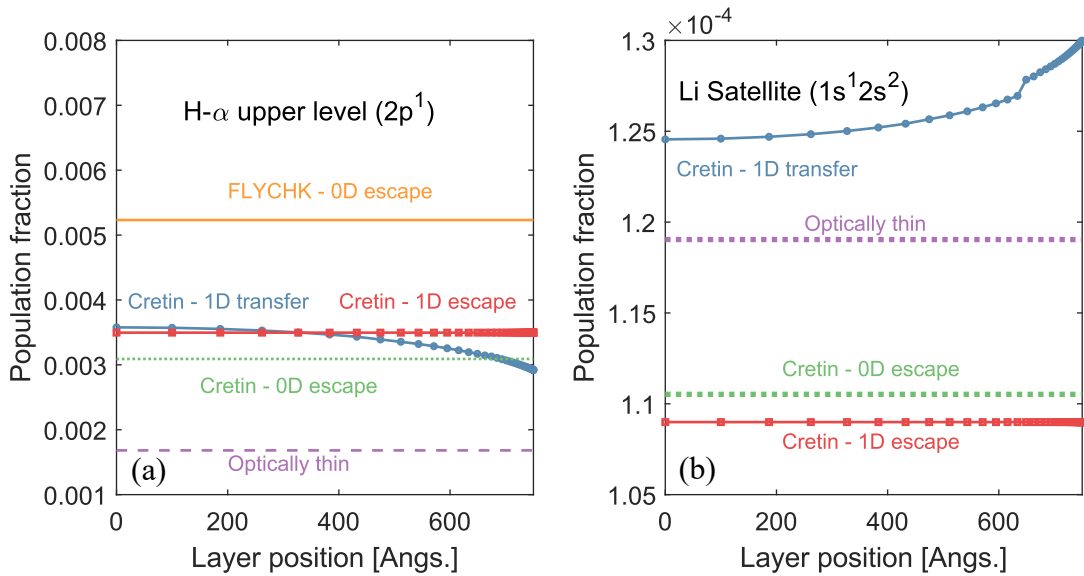 0.008
0.007
0.006
0.005
0.004
0.003
0.002
0.001
Population fraction
H-α upper level (2p¹)
FLYCHK - 0D escape
Cretin - 1D transfer
Cretin - 1D escape
Cretin - 0D escape
Optically thin
(a)
0
200
400
600
Layer position [Angs.]
×10⁻⁴
1.3
1.25
1.2
1.15
1.1
1.05
Population fraction
Li Satellite (1s¹2s²)
Cretin - 1D transfer
Optically thin
Cretin - 0D escape
Cretin - 1D escape
(b)
0
200
400
600
Layer position [Angs.]